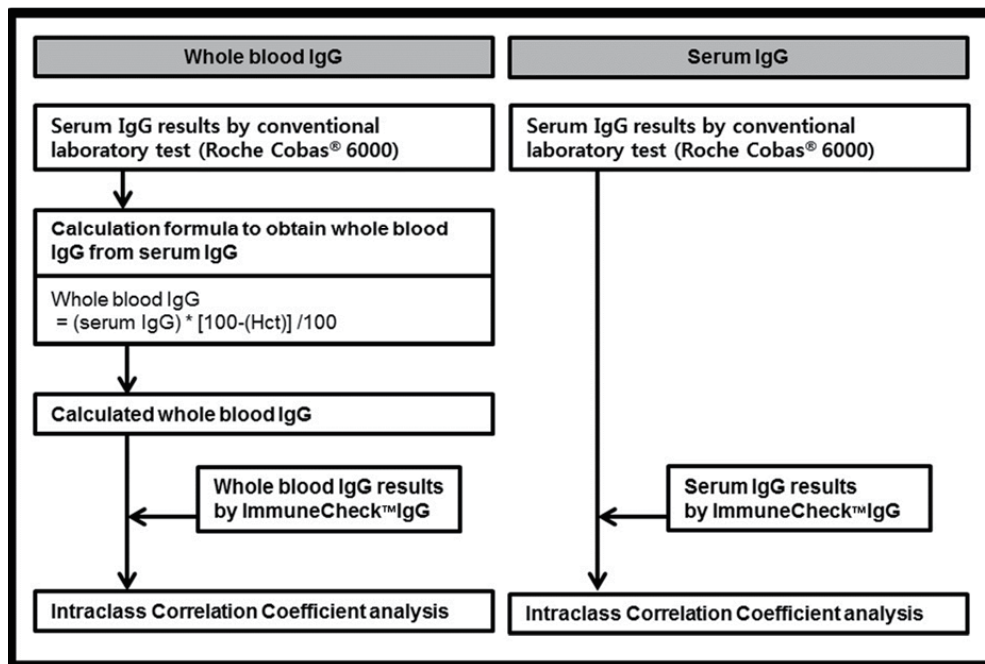 Whole blood IgG
Serum IgG results by conventional
laboratory test (Roche Cobas® 6000)
Calculation formula to obtain whole blood
IgG from serum IgG
Whole blood IgG
= (serum IgG) * [100-(Hct)] /100
Calculated whole blood IgG
Whole blood IgG results
by ImmuneCheck™IgG
Intraclass Correlation Coefficient analysis
Serum IgG
Serum IgG results by conventional
laboratory test (Roche Cobas® 6000)
Serum IgG results
by ImmuneCheck™IgG
Intraclass Correlation Coefficient analysis